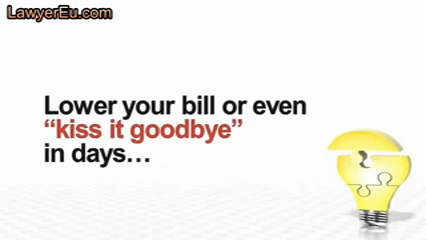 LawyerEu.com
Lower your bill or even
“kiss it goodbye”
in days…